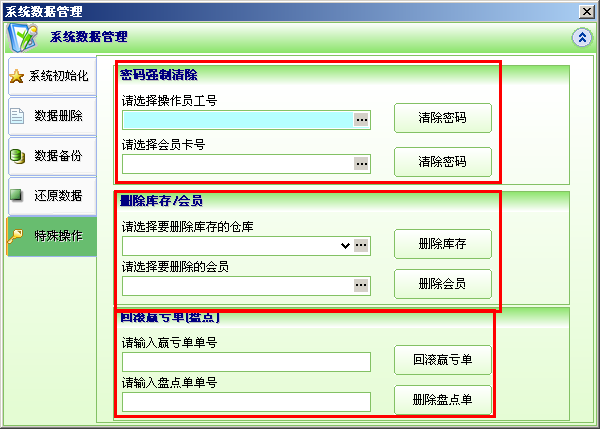 系统数据管理
系统数据管理
系统初始化
数据删除
数据备份
还原数据
特殊操作
密码强制清除
请选择操作员工号
清除密码
请选择会员卡号
清除密码
删除库存/会员
请选择要删除库存的仓库
删除库存
请选择要删除的会员
删除会员
回滚赢亏单(盘点)
请输入赢亏单单号
回滚赢亏单
请输入盘点单单号
删除盘点单